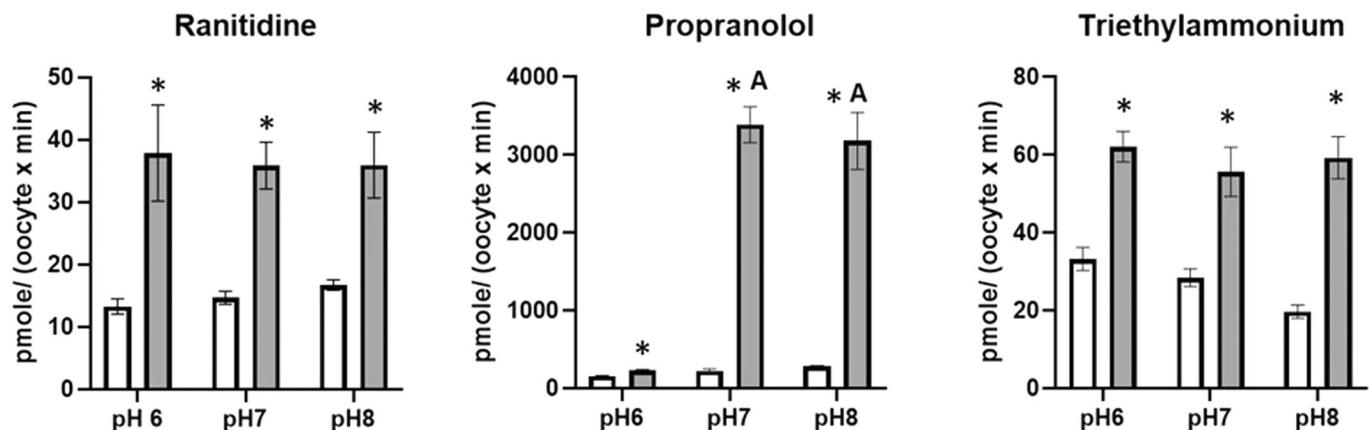 Ranitidine
pmole/ (oocyte x min)
50
40
30
20
10
0
*
*
*
pH 6
pH7
pH8
Propranolol
pmole/ (oocyte x min)
4000
3000
2000
1000
0
*
* A
* A
pH6
pH7
pH8
Triethylammonium
pmole/ (oocyte x min)
80
60
40
20
0
*
*
*
pH6
pH7
pH8